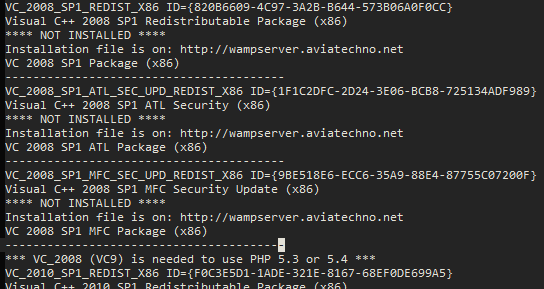 VC_2008_SP1_REDIST_X86 ID={820B6609-4C97-3A2B-B644-573B06A0F0CC}
Visual C++ 2008 SP1 Redistributable Package (x86)
**** NOT INSTALLED ****
Installation file is on: http://wampserver.aviatechno.net
VC 2008 SP1 Package (x86)
----------------------------------------
VC_2008_SP1_ATL_SEC_UPD_REDIST_X86 ID={1F1C2DFC-2D24-3E06-BCB8-725134ADF989}
Visual C++ 2008 SP1 ATL Security (x86)
**** NOT INSTALLED ****
Installation file is on: http://wampserver.aviatechno.net
VC 2008 SP1 ATL Package (x86)
----------------------------------------
VC_2008_SP1_MFC_SEC_UPD_REDIST_X86 ID={9BE518E6-ECC6-35A9-88E4-87755C07200F}
Visual C++ 2008 SP1 MFC Security Update (x86)
**** NOT INSTALLED ****
Installation file is on: http://wampserver.aviatechno.net
VC 2008 SP1 MFC Package (x86)
----------------------------------------
*** VC_2008 (VC9) is needed to use PHP 5.3 or 5.4 ***
VC_2010_SP1_REDIST_X86 ID={F0C3E5D1-1ADE-321E-8167-68EF0DE699A5}
Visual C++ 2010 SP1 Redistributable Package (x86)